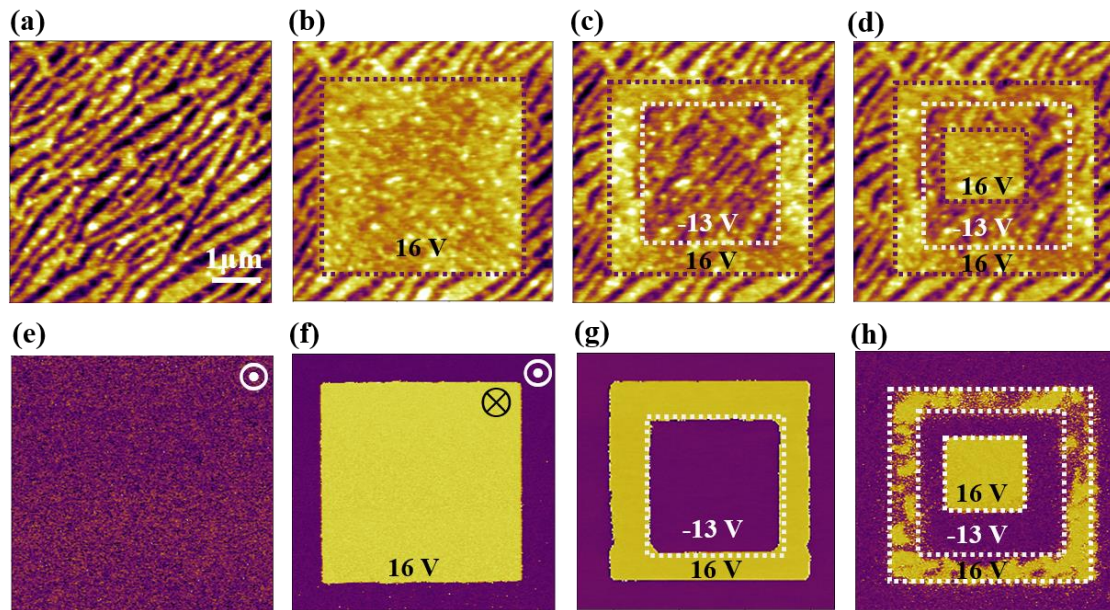 (a)
(b)
(c)
(d)
1μm
16 V
-13 V
16 V
16 V
-13 V
16 V
(e)
(f)
(g)
(h)
16 V
-13 V
16 V
16 V
-13 V
16 V